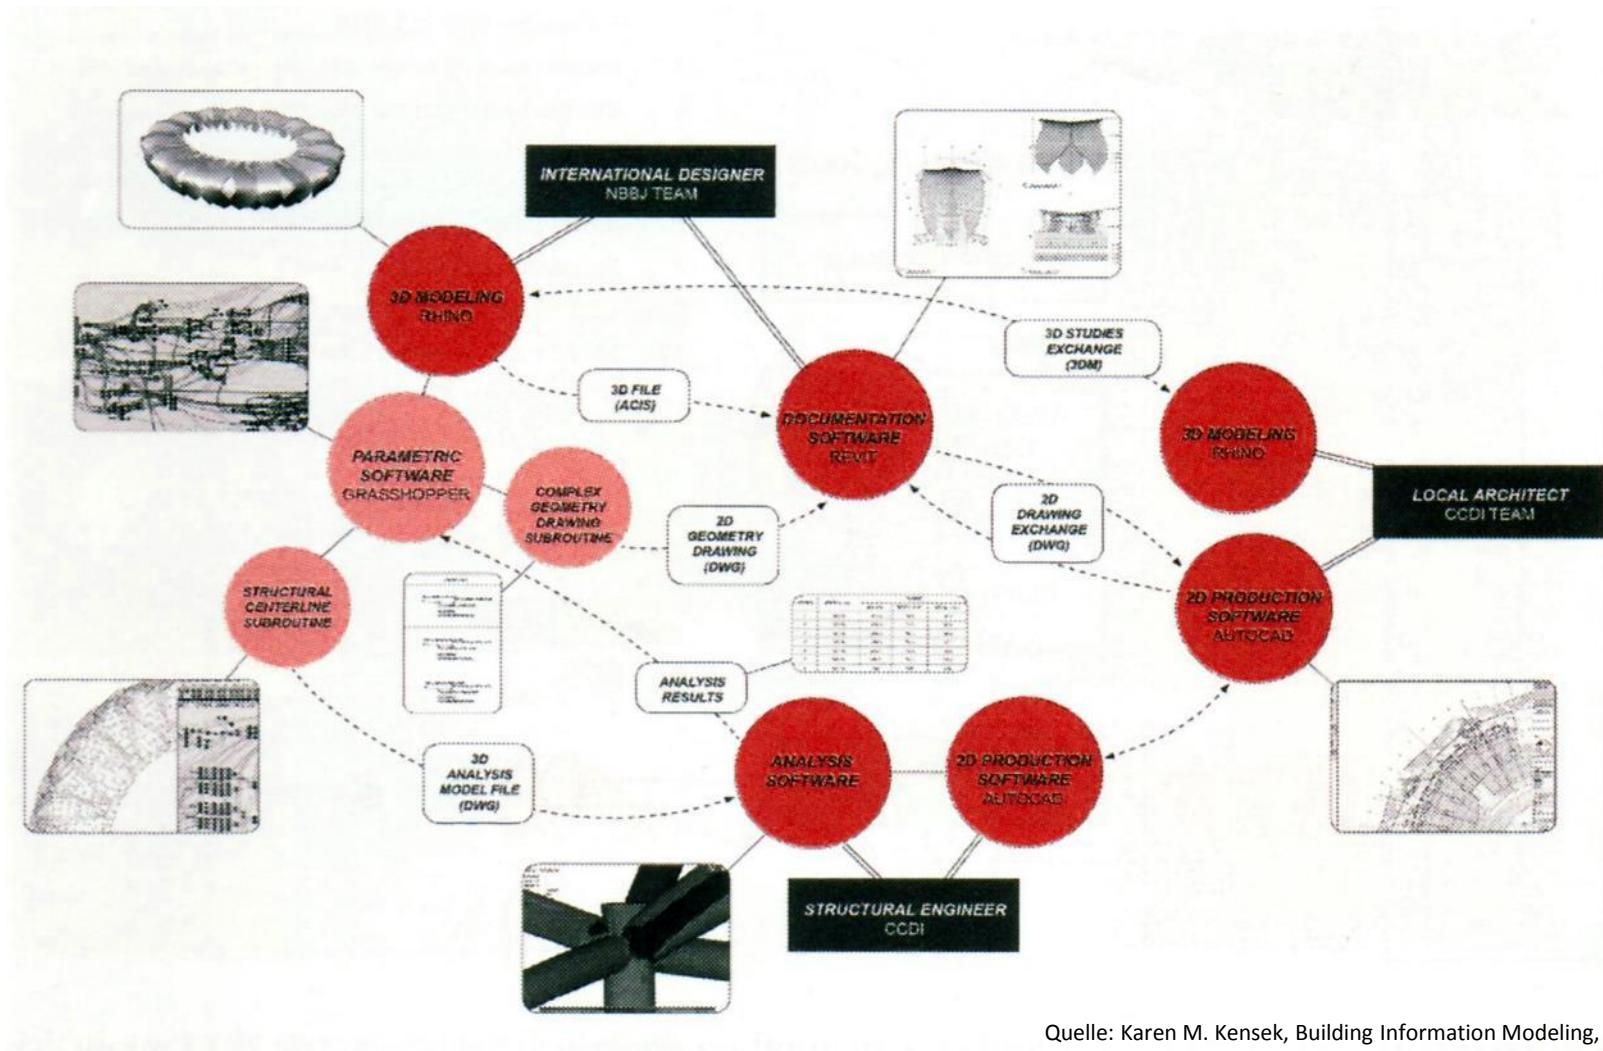 INTERNATIONAL DESIGNER
NBBJ TEAM
3D MODELING
RHINO
3D STUDIES
EXCHANGE
(3DM)
3D FILE
(ACIS)
DOCUMENTATION
SOFTWARE
REVIT
3D MODELING
RHINO
PARAMETRIC
SOFTWARE
GRASSHOPPER
COMPLEX
GEOMETRY
DRAWING
SUBROUTINE
2D
GEOMETRY
DRAWING
(DWG)
2D
DRAWING
EXCHANGE
(DWG)
LOCAL ARCHITECT
CCDI TEAM
STRUCTURAL
CENTERLINE
SUBROUTINE
2D PRODUCTION
SOFTWARE
AUTOCAD
ANALYSIS
RESULTS
3D
ANALYSIS
MODEL FILE
(DWG)
ANALYSIS
SOFTWARE
2D PRODUCTION
SOFTWARE
AUTOCAD
STRUCTURAL ENGINEER
CCDI
Quelle: Karen M. Kensek, Building Information Modeling,